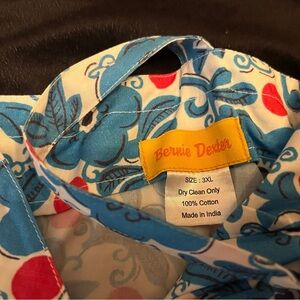 Bernie Dexter
SIZE : 3XL
Dry Clean Only
100% Cotton
Made in India